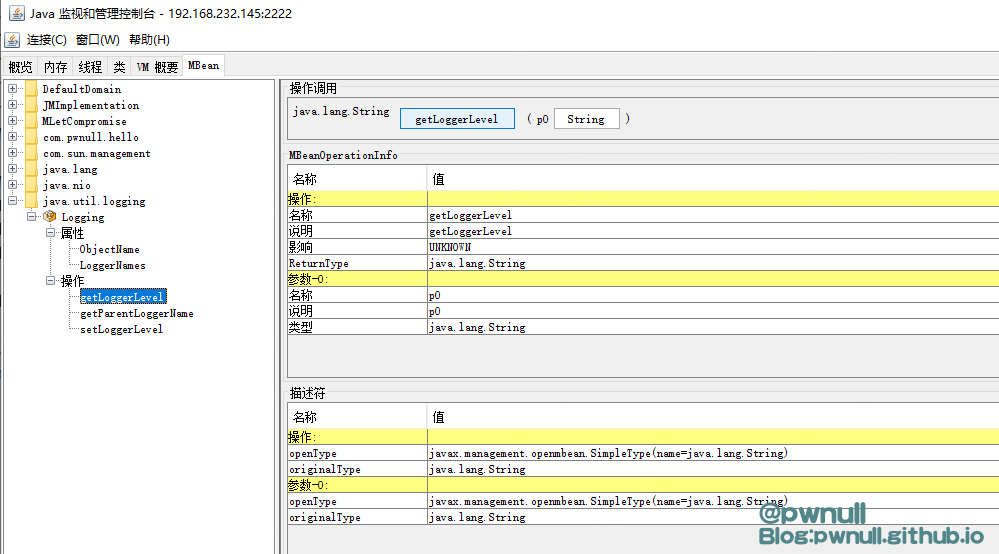 Java 监视和管理控制台 - 192.168.232.145:2222
连接(C) 窗口(W) 帮助(H)
概览 内存 线程 类 VM 概要 MBean
DefaultDomain
JMImplementation
MLetCompromise
com.pwnull.hello
com.sun.management
java.lang
java.nio
java.util.logging
Logging
属性
ObjectName
LoggerNames
操作
getLoggerLevel
getParentLoggerName
setLoggerLevel
操作调用
java.lang.String getLoggerLevel ( p0 String )
MBeanOperationInfo
名称 值
操作:
名称 getLoggerLevel
说明 getLoggerLevel
影响 UNKNOWN
ReturnType java.lang.String
参数-0:
名称 p0
说明 p0
类型 java.lang.String
描述符
名称 值
操作:
openType javax.management.openmbean.SimpleType(name=java.lang.String)
originalType java.lang.String
参数-0:
openType javax.management.openmbean.SimpleType(name=java.lang.String)
originalType java.lang.String
@pwnull
Blog:pwnull.github.io